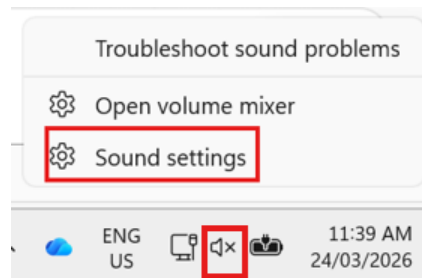 Troubleshoot sound problems
Open volume mixer
Sound settings
ENG
US
11:39 AM
24/03/2026